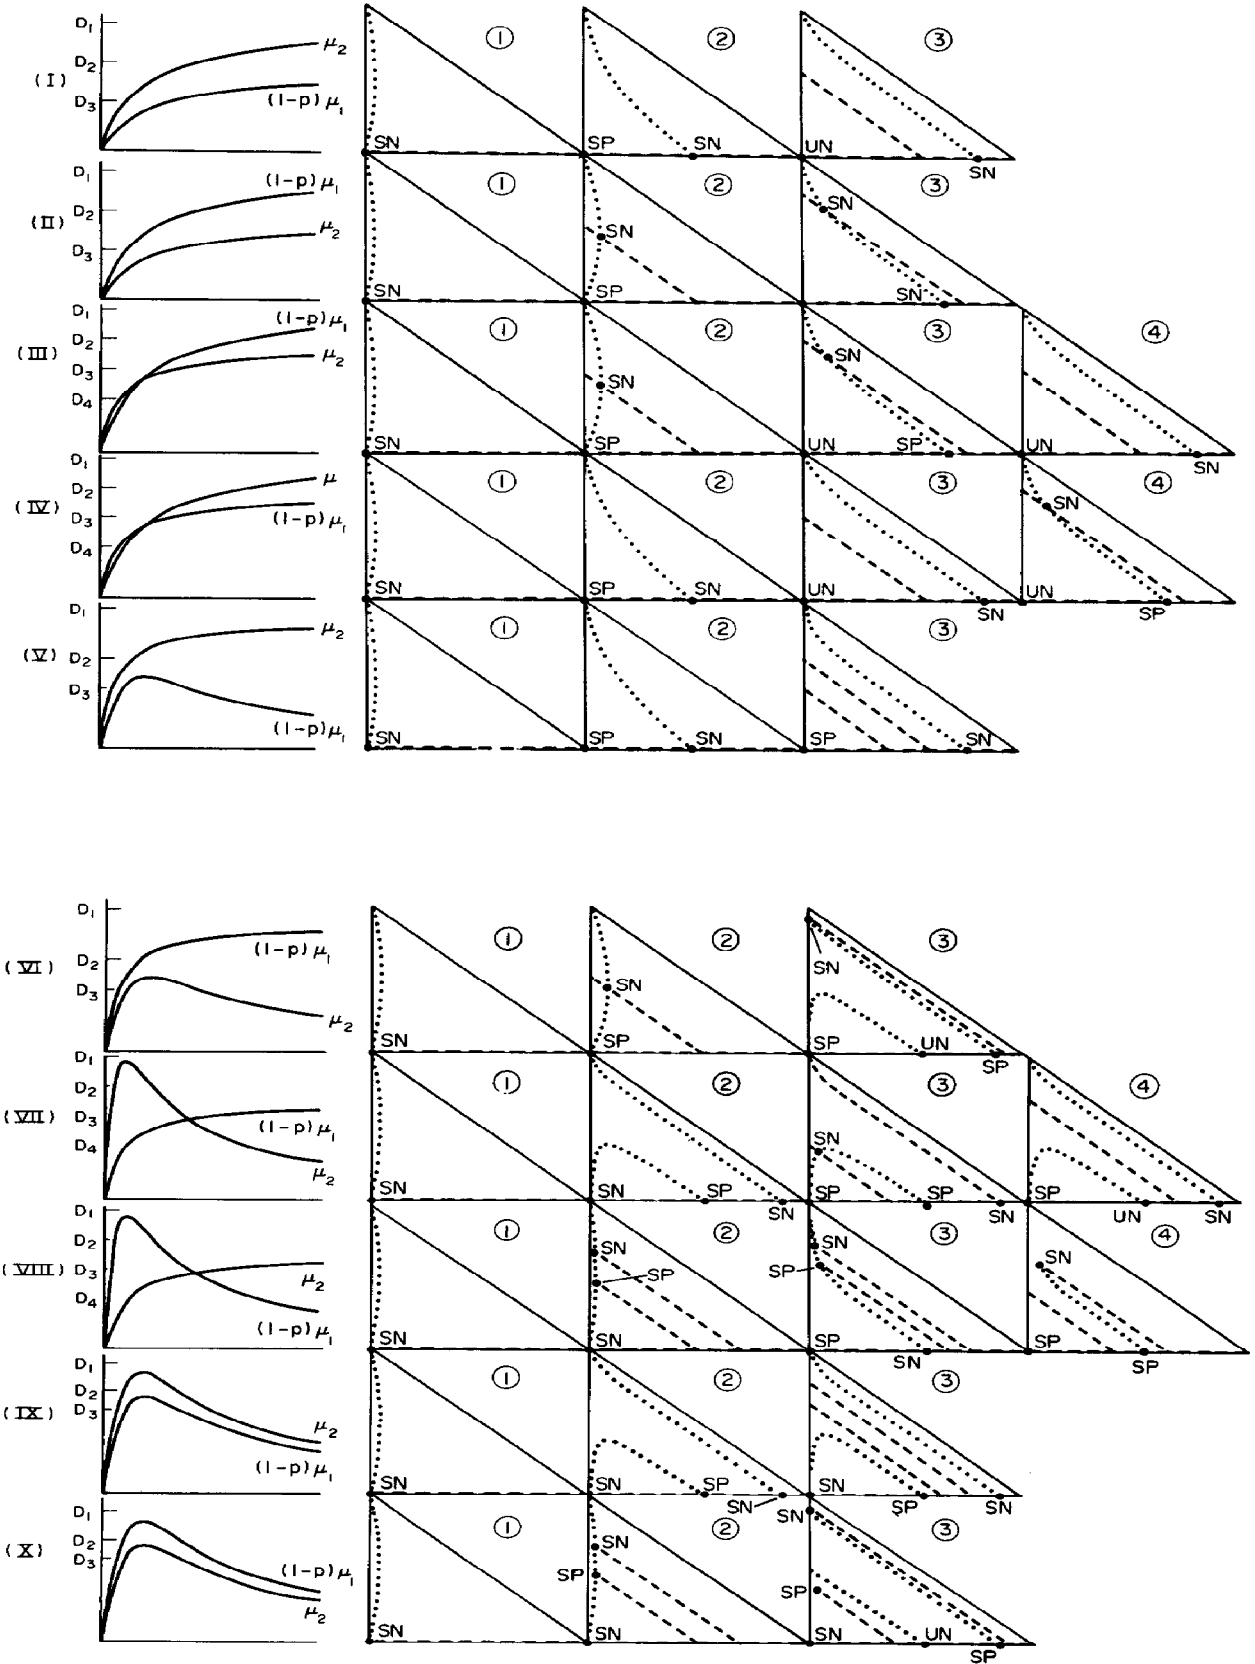 D₁ ① ② ③
D₂ μ₂
(I)
D₃ (1-p)μ₁
SN SP SN UN SN
D₁ (1-p)μ₁ ① ② ③
D₂ SN
(II) μ₂ SN
D₃
SN SP SN
D₁ (1-p)μ₁ ① ② ③ ④
D₂
(III) μ₂ SN
D₃ SN
D₄
SN SP UN SP UN SN
D₁ μ ① ② ③ ④
D₂
(IV) (1-p)μ₁ SN
D₃
D₄
SN SP SN UN SN UN SP
D₁ μ₂ ① ② ③
(V) D₂
D₃
(1-p)μ₁
SN SP SN SP SN
D₁ (1-p)μ₁ ① ② ③
(VI) D₂ SN
D₃ SN
μ₂
SN SP SP UN SP
D₁ ① ② ③ ④
D₂
(VII) D₃ (1-p)μ₁
D₄ SN
μ₂
SN SN SP SN SP SP SN SP UN SN
D₁ ① ② ③ ④
D₂ SN SN SN
(VIII) D₃ μ₂ SP SP
D₄
(1-p)μ₁
SN SN SP SN SP SP
D₁ ① ② ③
D₂
(IX) D₃ μ₂
(1-p)μ₁
SN SN SP SN SN SP SN
D₁ ① ② SN ③
(X) D₂ SN
D₃ (1-p)μ₁ SP SP
μ₂
SN SN SN UN SP